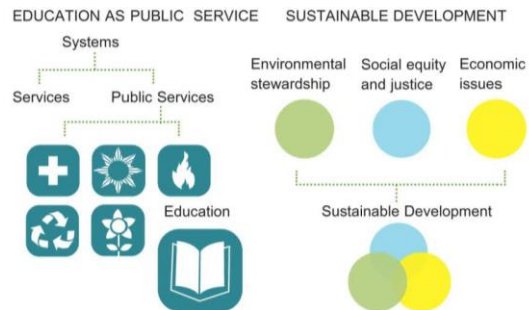 EDUCATION AS PUBLIC SERVICE
Systems
Services
Public Services
Education
SUSTAINABLE DEVELOPMENT
Environmental
stewardship
Social equity
and justice
Economic
issues
Sustainable Development